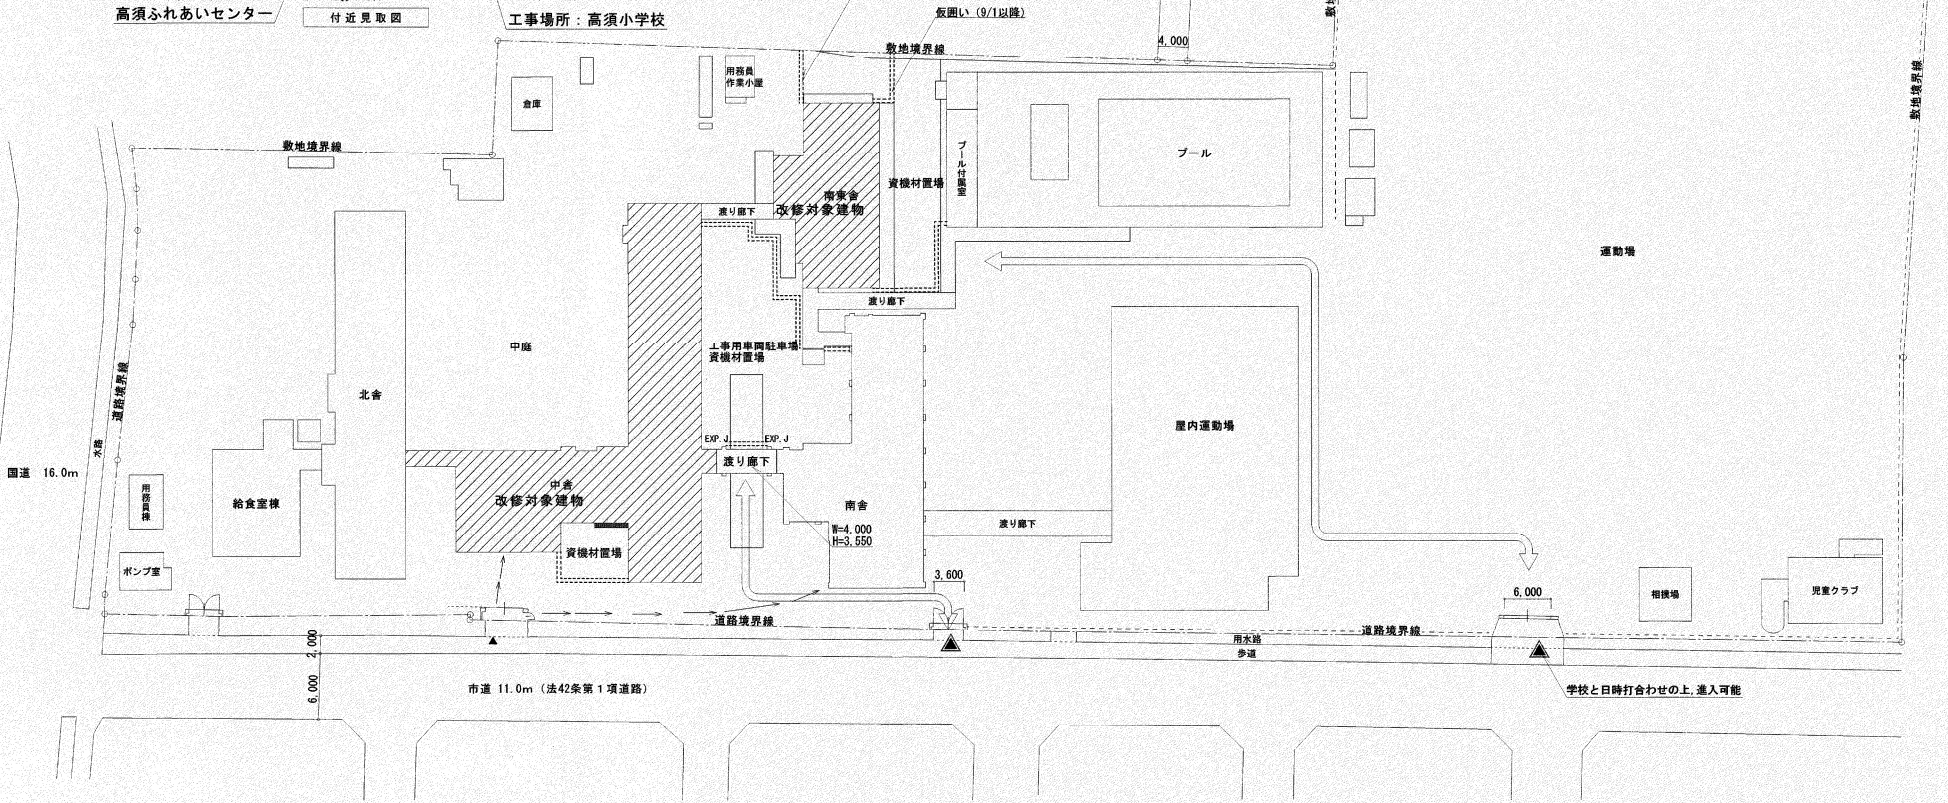 高須ふれあいセンター
付近見取図
工事場所：高須小学校
仮囲い（9/1以降）
敷地境界線
4,000
敷地境界線
用務員
作業小屋
倉庫
敷地境界線
プール付属室
プール
資機材置場
南東舎
改修対象建物
渡り廊下
運動場
渡り廊下
中庭
工事用車両駐車場
資機材置場
道路境界線
北舎
屋内運動場
EXP.J
EXP.J
渡り廊下
水路
国道 16.0m
用務員棟
給食室棟
中舎
改修対象建物
南舎
渡り廊下
W=4.000
H=3.550
資機材置場
ポンプ室
3,600
6,000
相撲場
児童クラブ
道路境界線
道路境界線
用水路
歩道
2,000
6,000
市道 11.0m（法42条第１項道路）
学校と日時打合わせの上,進入可能